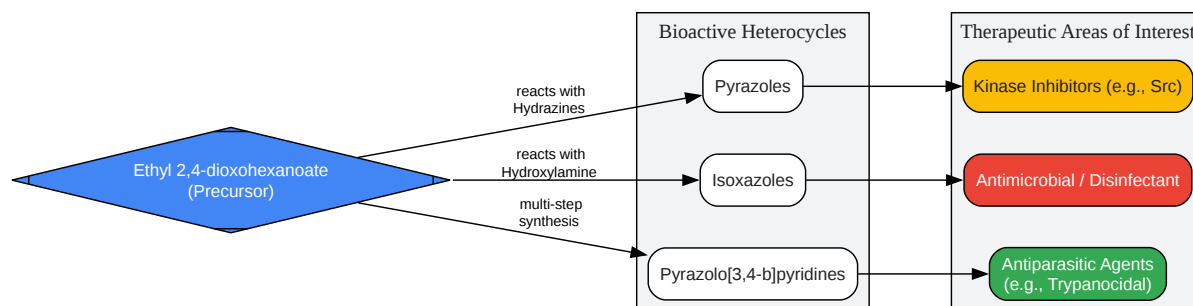 Bioactive Heterocycles
Therapeutic Areas of Interest
reacts with
Hydrazines
Pyrazoles
Kinase Inhibitors (e.g., Src)
Ethyl 2,4-dioxohexanoate
(Precursor)
reacts with
Hydroxylamine
Isoxazoles
Antimicrobial / Disinfectant
multi-step
synthesis
Pyrazolo[3,4-b]pyridines
Antiparasitic Agents
(e.g., Trypanocidal)